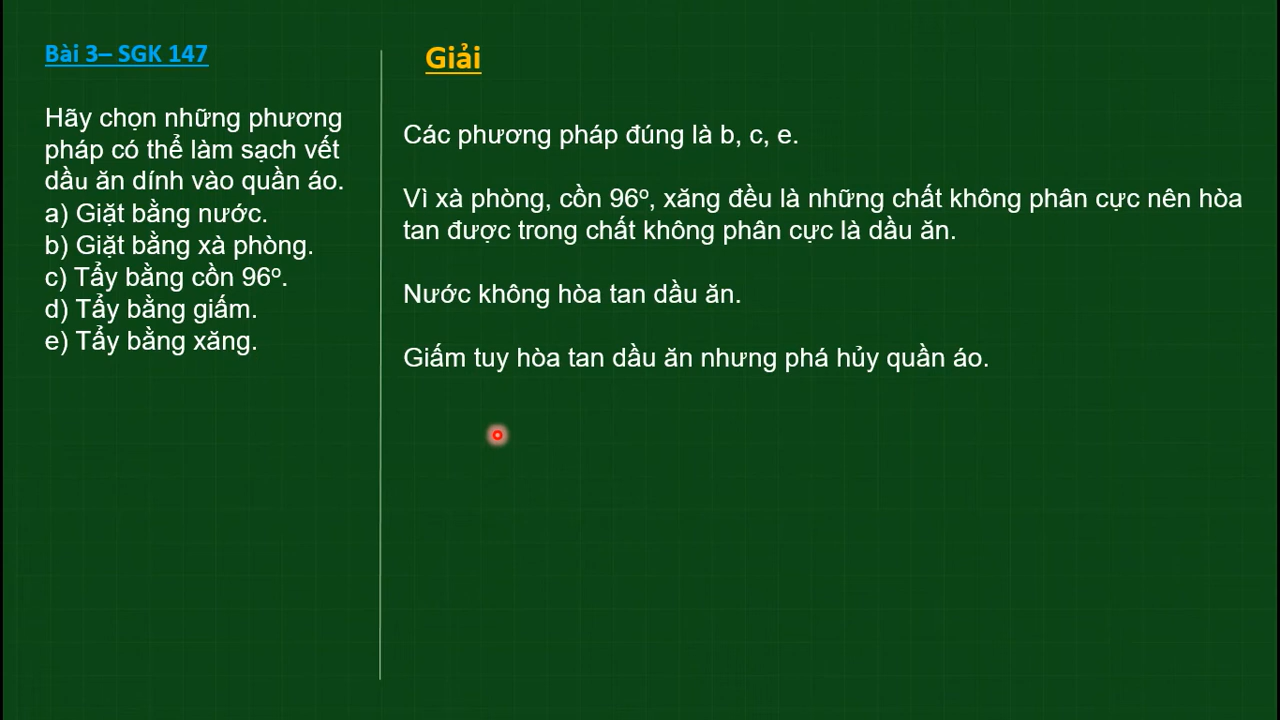 Bài 3– SGK 147
Hãy chọn những phương
pháp có thể làm sạch vết
dầu ăn dính vào quần áo.
a) Giặt bằng nước.
b) Giặt bằng xà phòng.
c) Tẩy bằng cồn 96º.
d) Tẩy bằng giấm.
e) Tẩy bằng xăng.
Giải
Các phương pháp đúng là b, c, e.
Vì xà phòng, cồn 96º, xăng đều là những chất không phân cực nên hòa
tan được trong chất không phân cực là dầu ăn.
Nước không hòa tan dầu ăn.
Giấm tuy hòa tan dầu ăn nhưng phá hủy quần áo.